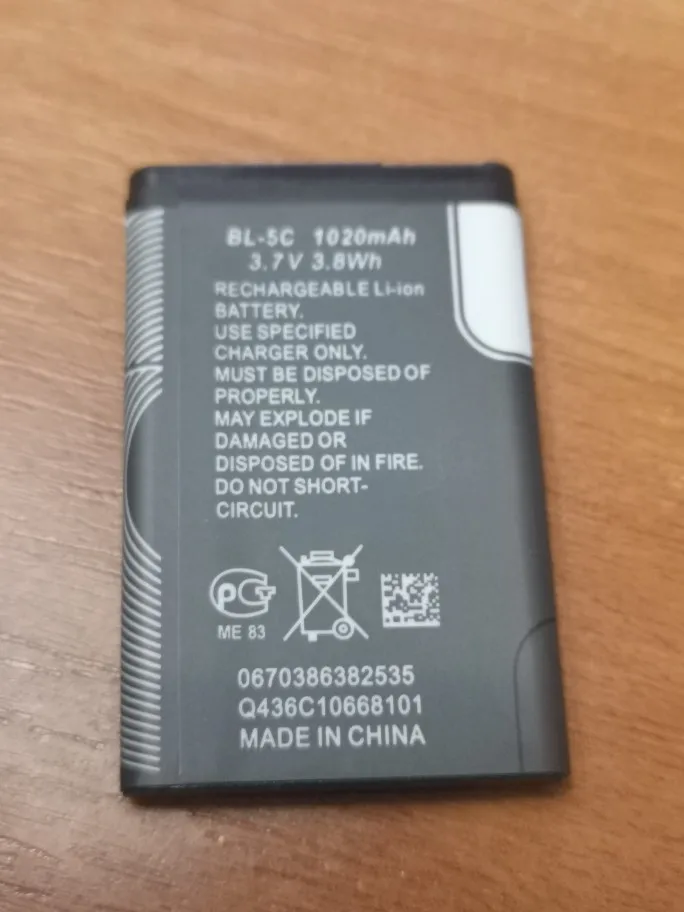 BL-5C 1020mAh
3.7V 3.8Wh
RECHARGEABLE Li-ion
BATTERY.
USE SPECIFIED
CHARGER ONLY.
MUST BE DISPOSED OF
PROPERLY.
MAY EXPLODE IF
DAMAGED OR
DISPOSED OF IN FIRE.
DO NOT SHORT-
CIRCUIT.
РСТ
ME 83
0670386382535
Q436C10668101
MADE IN CHINA